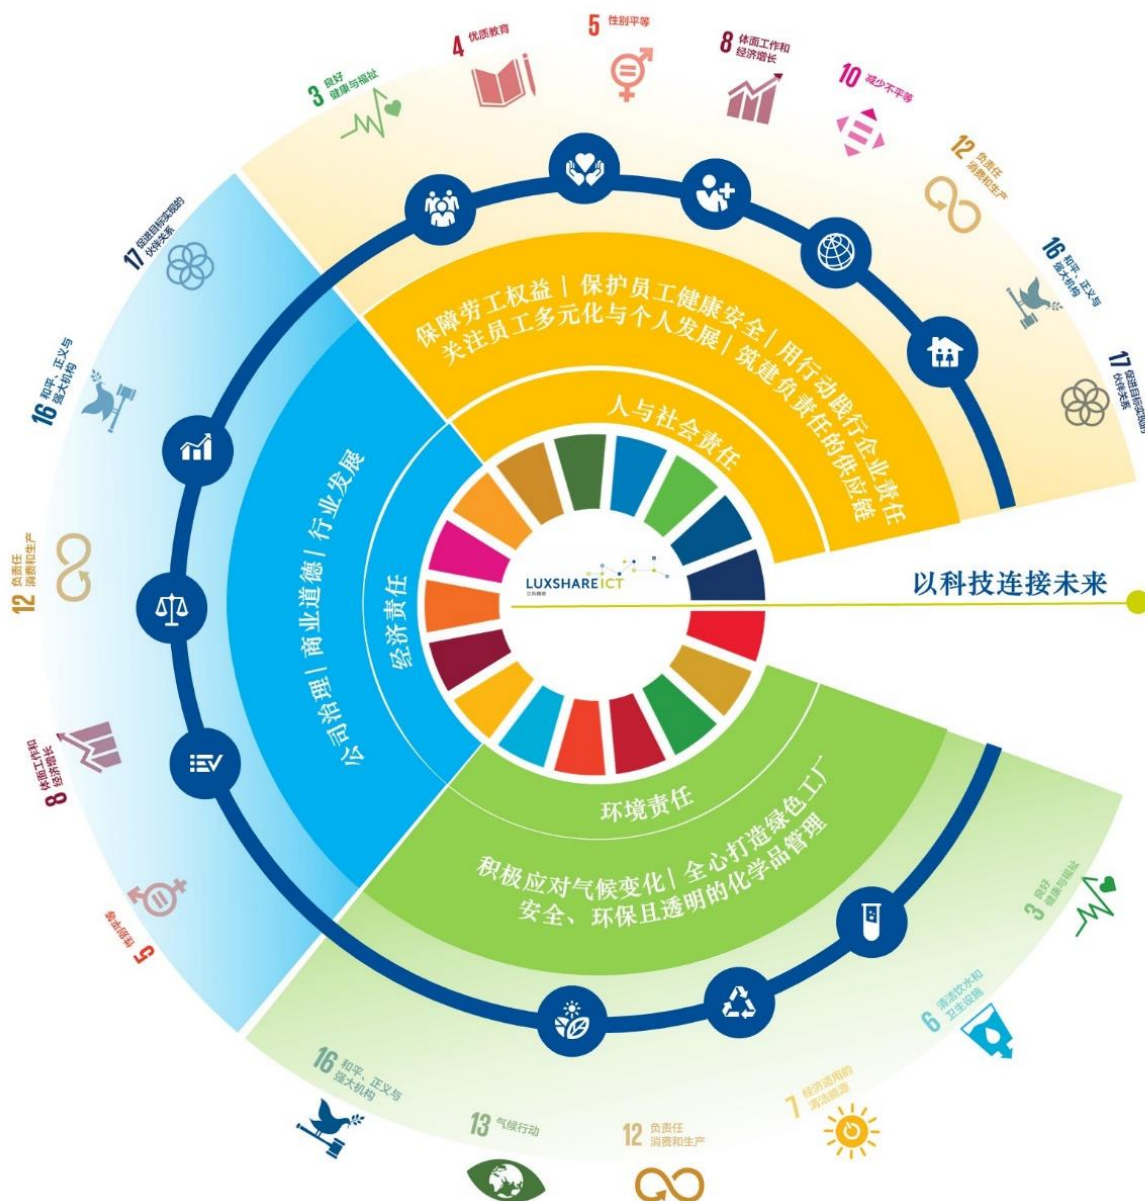 3 良好
健康与福祉
4 优质教育
5 性别平等
8 体面工作和
经济增长
10 减少不平等
12 负责任
消费和生产
16 和平、正义与
强大机构
17 促进目标实现的
伙伴关系
保障劳工权益 | 保护员工健康安全 | 用行动践行企业责任
关注员工多元化与个人发展 | 筑建负责任的供应链
人与社会责任
17 促进目标实现的
伙伴关系
16 和平、正义与
强大机构
12 负责任
消费和生产
8 体面工作和
经济增长
5 性别平等
公司治理 | 商业道德 | 行业发展
经济责任
LUXSHARE ICT
立讯精密
以科技连接未来
环境责任
积极应对气候变化 | 全心打造绿色工厂
安全、环保且透明的化学品管理
3 良好
健康与福祉
6 清洁饮水和
卫生设施
7 经济适用的
清洁能源
12 负责任
消费和生产
13 气候行动
16 和平、正义与
强大机构